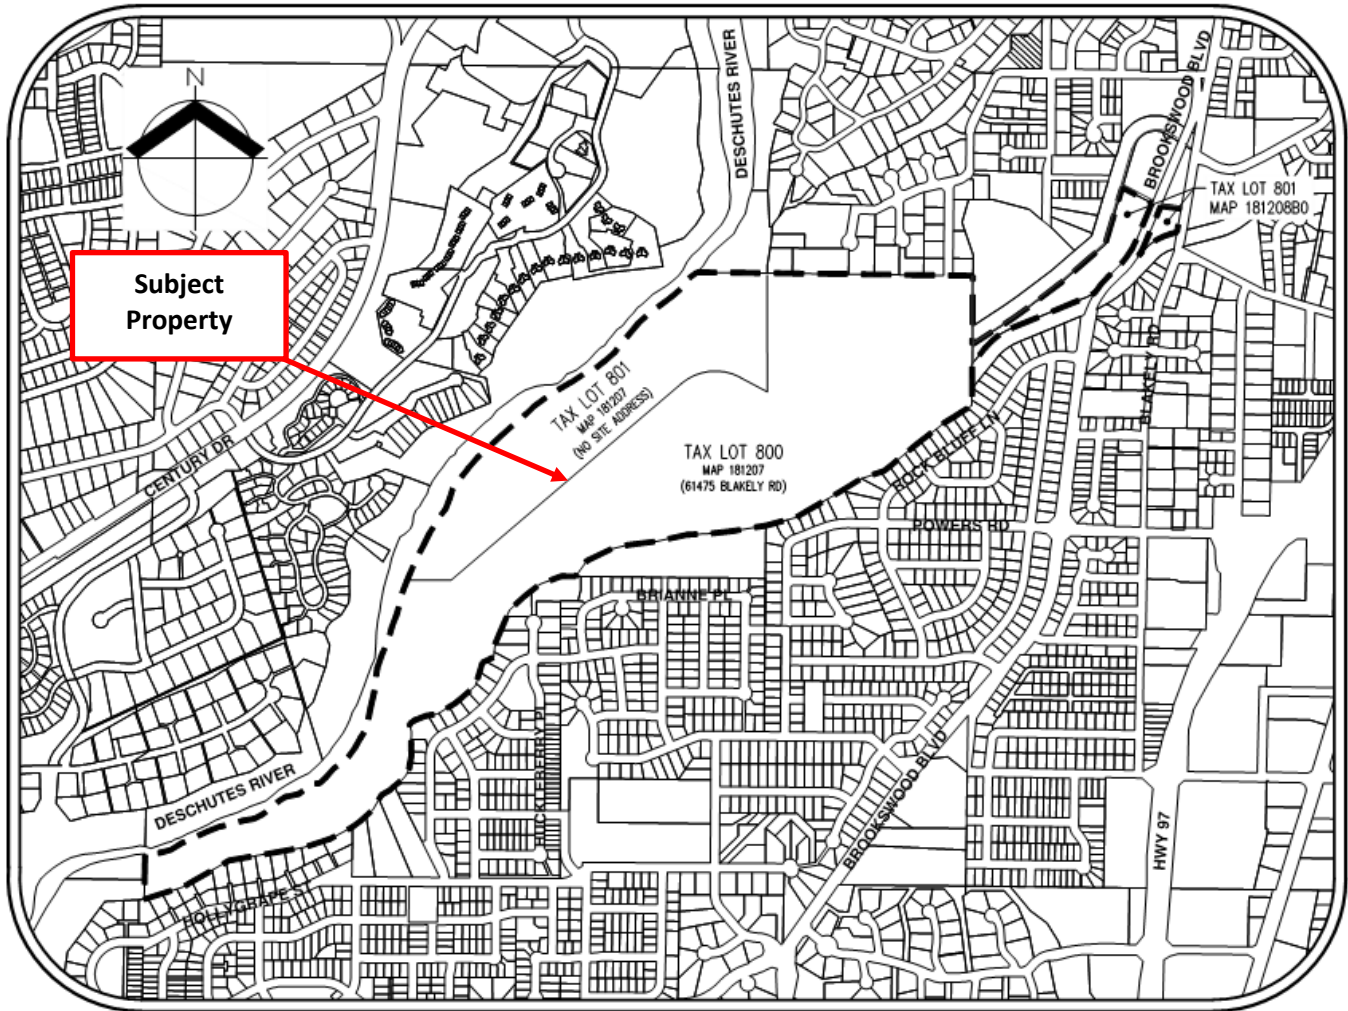 N
DESCHUTES RIVER
BROOKSWOOD BLVD
TAX LOT 801
MAP 181208B0
Subject
Property
TAX LOT 801
MAP 181207
(NO SITE ADDRESS)
BLAKELY RD
CENTURY DR
TAX LOT 800
MAP 181207
(61475 BLAKELY RD)
ROCK BLUFF LN
POWERS RD
BRIANNE PL
HUCKLEBERRY PL
DESCHUTES RIVER
BROOKSWOOD BLVD
HWY 97
HOLLYGRAPE ST